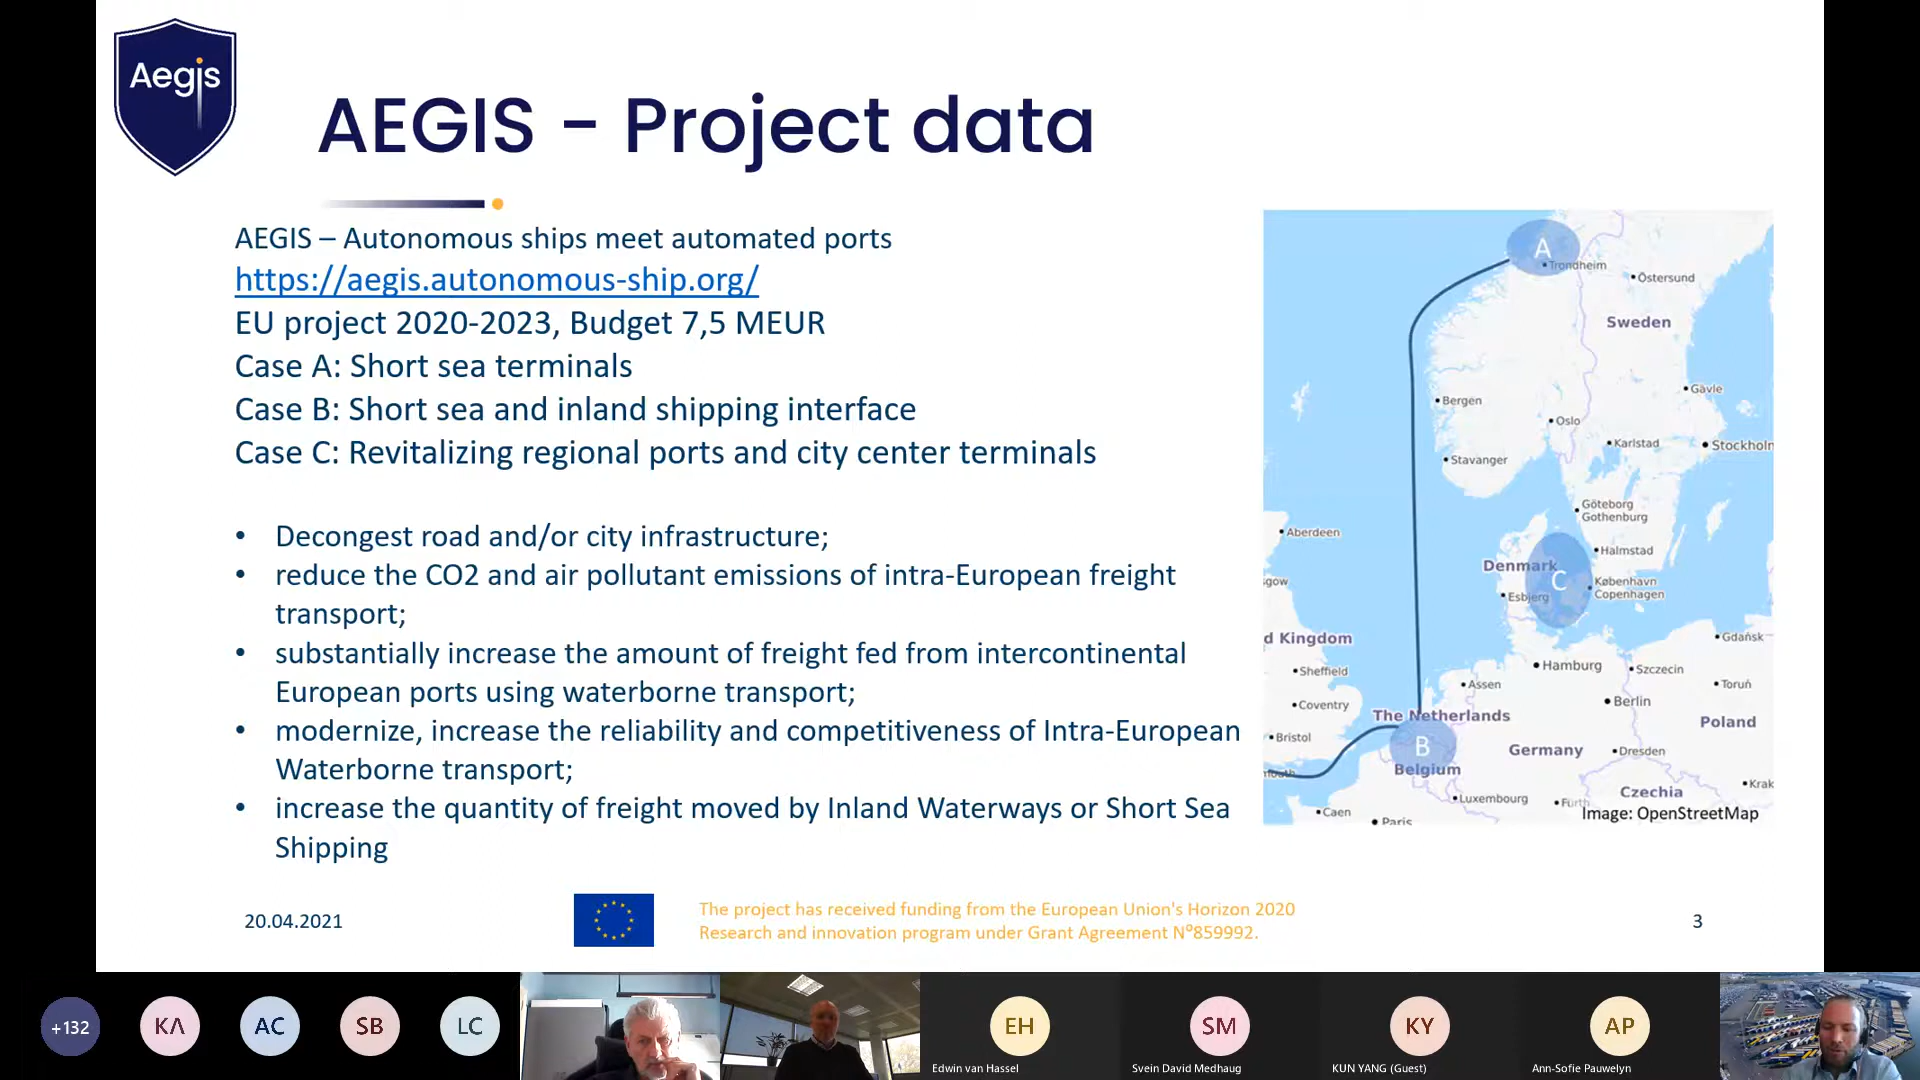 Aegis
AEGIS - Project data
AEGIS – Autonomous ships meet automated ports
https://aegis.autonomous-ship.org/
EU project 2020-2023, Budget 7,5 MEUR
Case A: Short sea terminals
Case B: Short sea and inland shipping interface
Case C: Revitalizing regional ports and city center terminals
• Decongest road and/or city infrastructure;
• reduce the CO2 and air pollutant emissions of intra-European freight
transport;
• substantially increase the amount of freight fed from intercontinental
European ports using waterborne transport;
• modernize, increase the reliability and competitiveness of Intra-European
Waterborne transport;
• increase the quantity of freight moved by Inland Waterways or Short Sea
Shipping
A
Trondheim
Östersund
Sweden
Gävle
Bergen
Oslo
Karlstad
Stockholm
Stavanger
Göteborg
Gothenburg
Aberdeen
Halmstad
Denmark
C
sgow
København
Copenhagen
Esbjerg
d Kingdom
Gdańsk
Hamburg
Szczecin
Sheffield
Assen
Toruń
Berlin
Coventry
The Netherlands
Poland
Bristol
B
Germany
Dresden
Belgium
mouth
Krak
Czechia
Luxembourg
Fürth
Caen
Paris
Image: OpenStreetMap
20.04.2021
The project has received funding from the European Union's Horizon 2020
Research and innovation program under Grant Agreement N°859992.
3
+132
KΛ
AC
SB
LC
EH
SM
KY
AP
Edwin van Hassel
Svein David Medhaug
KUN YANG (Guest)
Ann-Sofie Pauwelyn